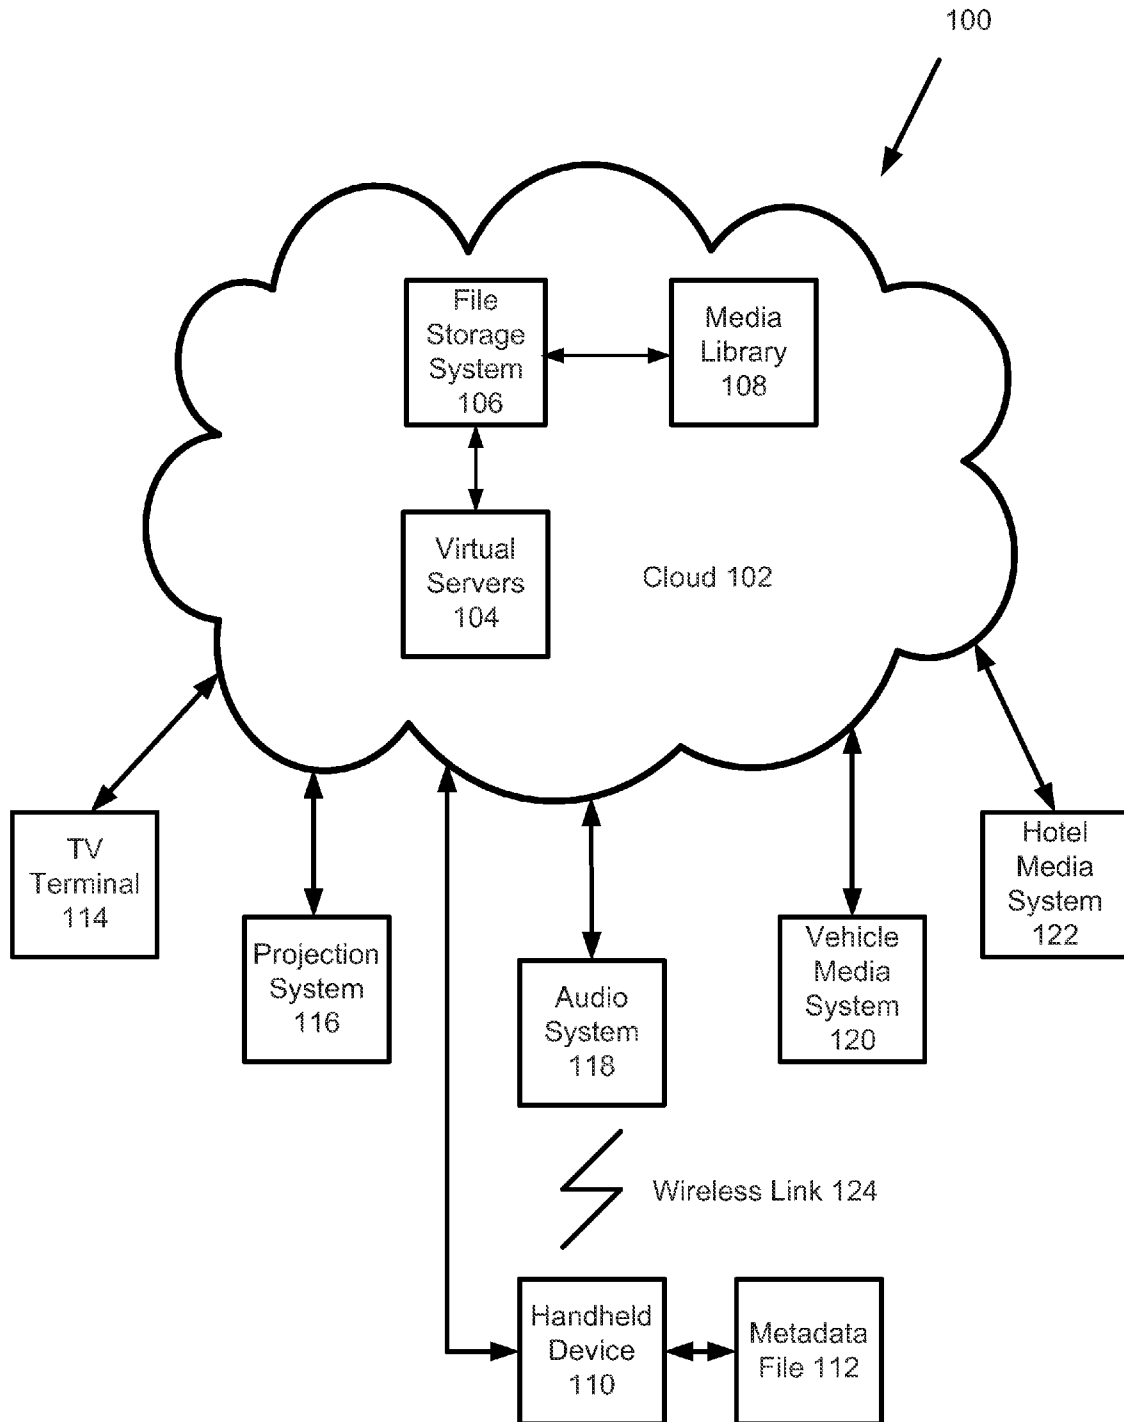 100
File
Storage
System
106
Media
Library
108
Virtual
Servers
104
Cloud 102
TV
Terminal
114
Projection
System
116
Audio
System
118
Vehicle
Media
System
120
Hotel
Media
System
122
Wireless Link 124
Handheld
Device
110
Metadata
File 112